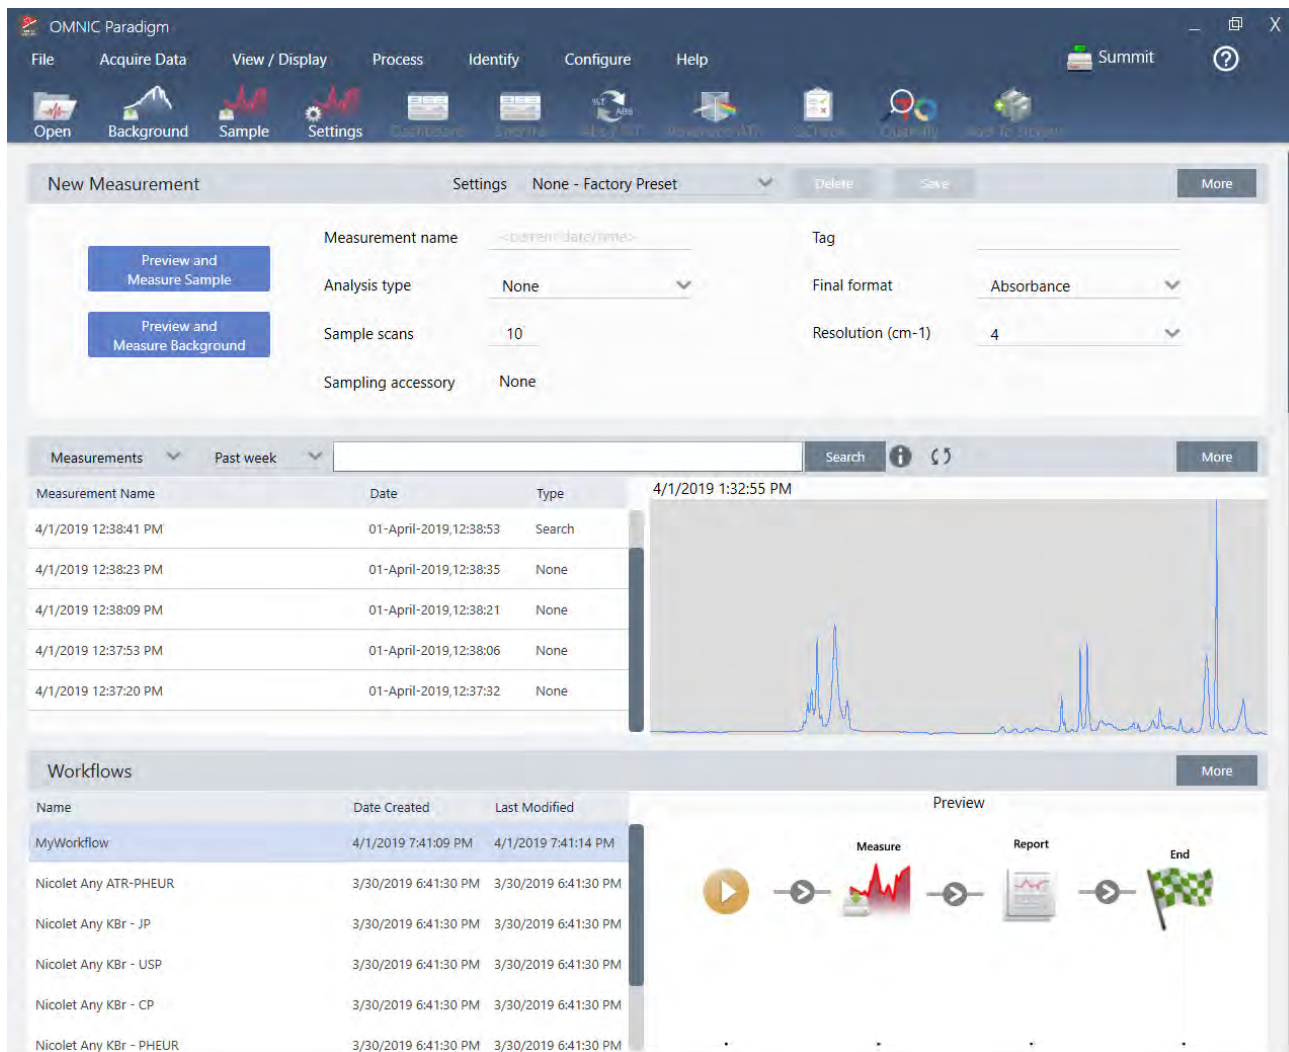 OMNIC Paradigm
File Acquire Data View / Display Process Identify Configure Help Summit
Open Background Sample Settings
New Measurement Settings None - Factory Preset Delete Save More
Preview and
Measure Sample
Preview and
Measure Background
Measurement name <current date/time> Tag
Analysis type None Final format Absorbance
Sample scans 10 Resolution (cm-1) 4
Sampling accessory None
Measurements Past week Search More
Measurement Name Date Type 4/1/2019 1:32:55 PM
4/1/2019 12:38:41 PM 01-April-2019,12:38:53 Search
4/1/2019 12:38:23 PM 01-April-2019,12:38:35 None
4/1/2019 12:38:09 PM 01-April-2019,12:38:21 None
4/1/2019 12:37:53 PM 01-April-2019,12:38:06 None
4/1/2019 12:37:20 PM 01-April-2019,12:37:32 None
Workflows More
Name Date Created Last Modified Preview
MyWorkflow 4/1/2019 7:41:09 PM 4/1/2019 7:41:14 PM
Nicolet Any ATR-PHEUR 3/30/2019 6:41:30 PM 3/30/2019 6:41:30 PM
Nicolet Any KBr - JP 3/30/2019 6:41:30 PM 3/30/2019 6:41:30 PM
Nicolet Any KBr - USP 3/30/2019 6:41:30 PM 3/30/2019 6:41:30 PM
Nicolet Any KBr - CP 3/30/2019 6:41:30 PM 3/30/2019 6:41:30 PM
Nicolet Any KBr - PHEUR 3/30/2019 6:41:30 PM 3/30/2019 6:41:30 PM
Measure Report End